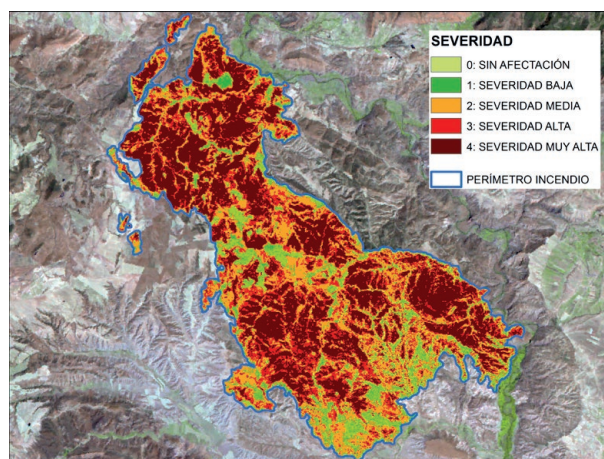 SEVERIDAD
0: SIN AFECTACIÓN
1: SEVERIDAD BAJA
2: SEVERIDAD MEDIA
3: SEVERIDAD ALTA
4: SEVERIDAD MUY ALTA
PERÍMETRO INCENDIO